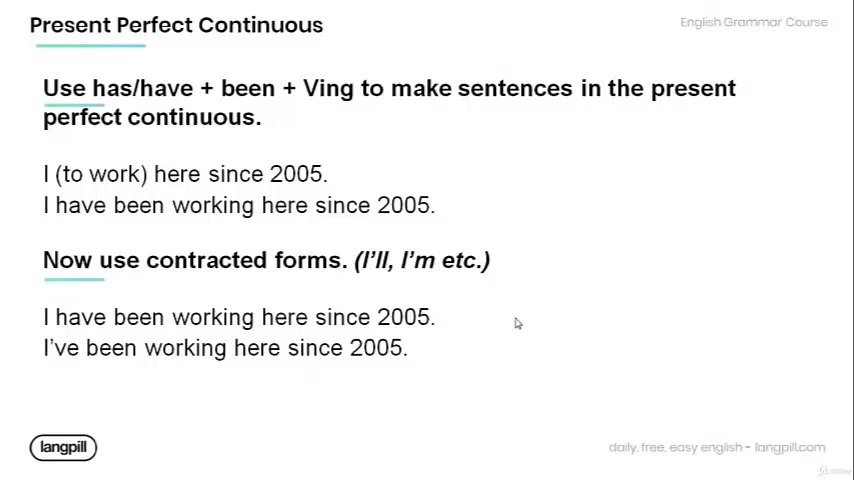 Present Perfect Continuous
English Grammar Course
Use has/have + been + Ving to make sentences in the present
perfect continuous.
I (to work) here since 2005.
I have been working here since 2005.
Now use contracted forms. (I’ll, I’m etc.)
I have been working here since 2005.
I’ve been working here since 2005.
langpill
daily, free, easy english - langpill.com